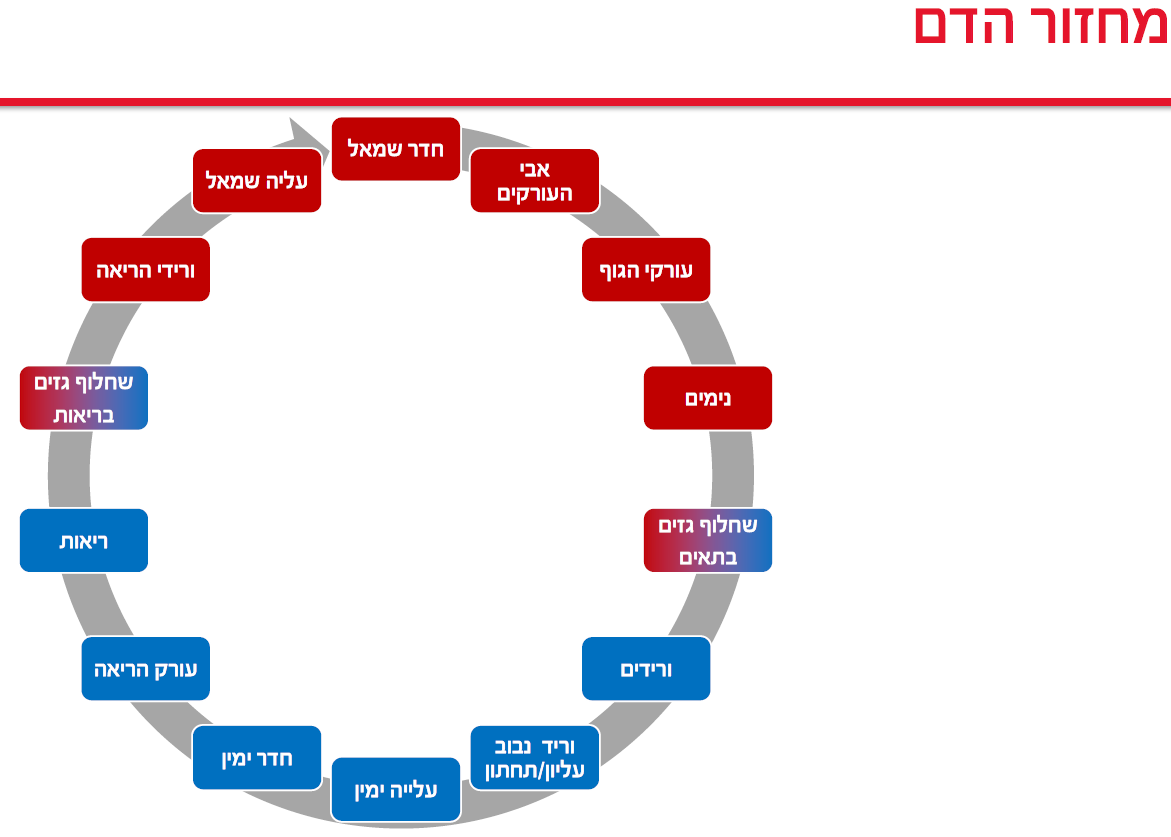 מחזור הדם
חדר שמאל
אבי
העורקים
עורקי הגוף
נימים
שחלוף גזים
בתאים
ורידים
וריד נבוב
עליון/תחתון
עלייה ימין
חדר ימין
עורק הריאה
ריאות
שחלוף גזים
בריאות
ורידי הריאה
עליה שמאל